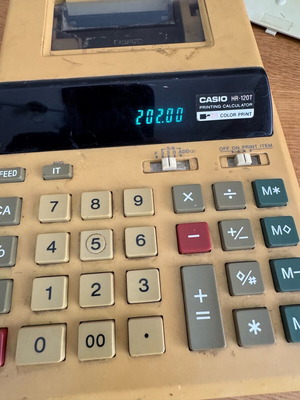 202.00
CASIO HR-120T
PRINTING CALCULATOR
COLOR PRINT
OFF ON PRINT ITEM
FEED IT
CA 7 8 9 × ÷ M*
% 4 5 6 − +/− M◊
1 2 3 + = ◊/# M−
0 00 • *